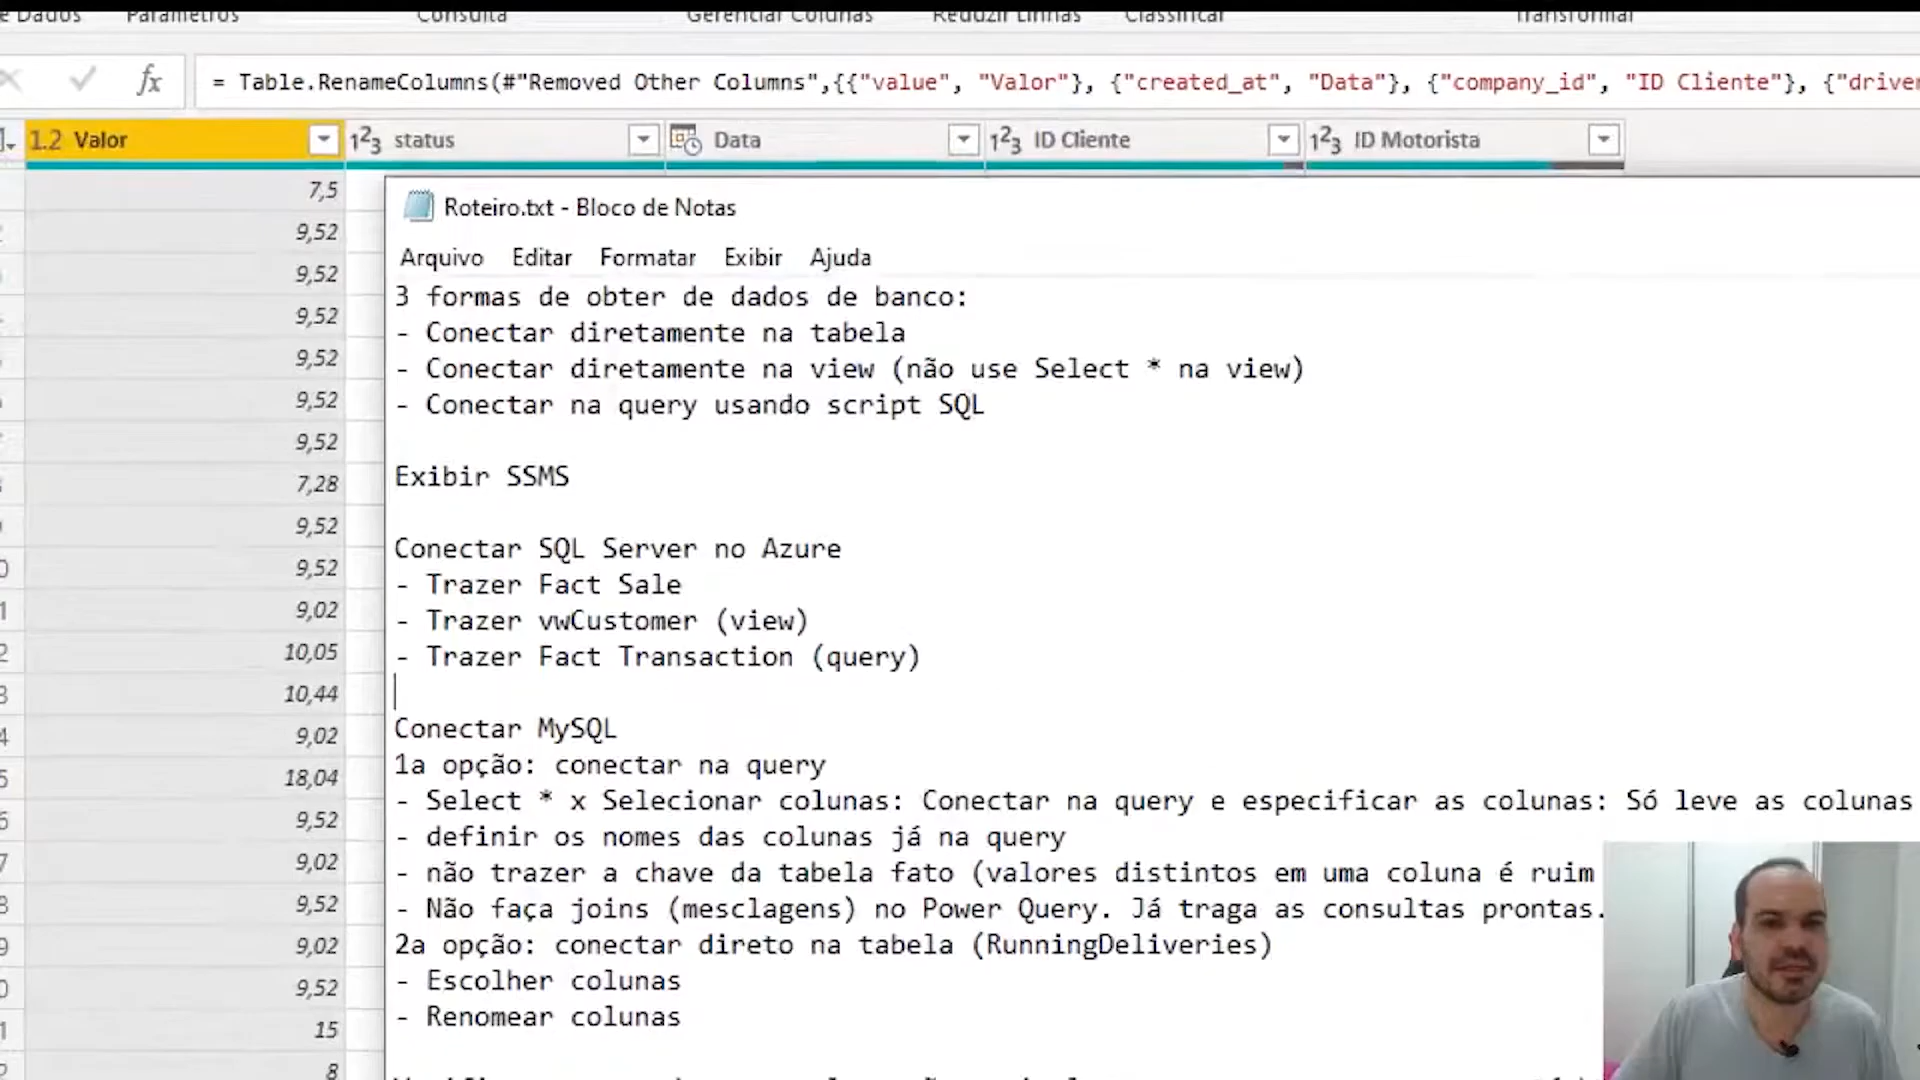 Parâmetros Consulta Gerenciar Colunas Reduzir Linhas Classificar Transformar
fx = Table.RenameColumns(#"Removed Other Columns",{{"value", "Valor"}, {"created_at", "Data"}, {"company_id", "ID Cliente"}, {"driver
1.2 Valor 123 status Data 123 ID Cliente 123 ID Motorista
7,5
9,52
9,52
9,52
9,52
9,52
9,52
7,28
9,52
9,52
9,02
10,05
10,44
9,02
18,04
9,52
9,02
9,52
9,02
9,52
15
8
Roteiro.txt - Bloco de Notas
Arquivo Editar Formatar Exibir Ajuda
3 formas de obter de dados de banco:
- Conectar diretamente na tabela
- Conectar diretamente na view (não use Select * na view)
- Conectar na query usando script SQL
Exibir SSMS
Conectar SQL Server no Azure
- Trazer Fact Sale
- Trazer vwCustomer (view)
- Trazer Fact Transaction (query)
Conectar MySQL
1a opção: conectar na query
- Select * x Selecionar colunas: Conectar na query e especificar as colunas: Só leve as colunas
- definir os nomes das colunas já na query
- não trazer a chave da tabela fato (valores distintos em uma coluna é ruim
- Não faça joins (mesclagens) no Power Query. Já traga as consultas prontas.
2a opção: conectar direto na tabela (RunningDeliveries)
- Escolher colunas
- Renomear colunas